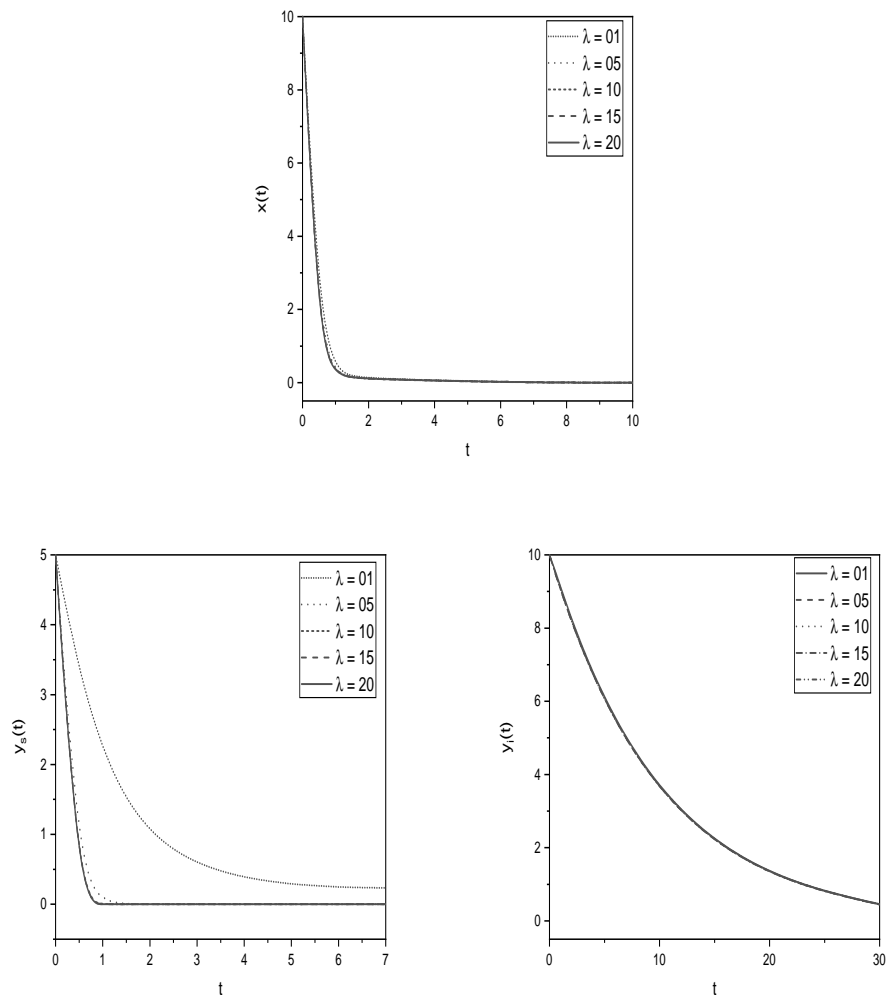 10
8
6
4
2
0
x(t)
λ = 01
λ = 05
λ = 10
λ = 15
λ = 20
0 2 4 6 8 10
t
5
4
3
2
1
0
y_s(t)
λ = 01
λ = 05
λ = 10
λ = 15
λ = 20
0 1 2 3 4 5 6 7
t
10
8
6
4
2
0
y_i(t)
λ = 01
λ = 05
λ = 10
λ = 15
λ = 20
0 10 20 30
t